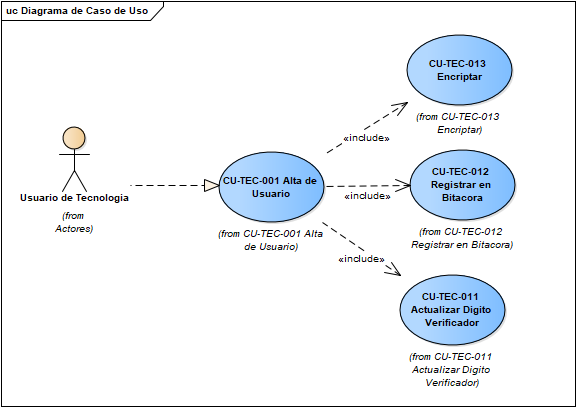 uc Diagrama de Caso de Uso
CU-TEC-013
Encriptar
(from CU-TEC-013
Encriptar)
«include»
Usuario de Tecnologia
(from
Actores)
CU-TEC-001 Alta de
Usuario
(from CU-TEC-001 Alta
de Usuario)
«include»
CU-TEC-012
Registrar en
Bitacora
(from CU-TEC-012
Registrar en Bitacora)
«include»
CU-TEC-011
Actualizar Digito
Verificador
(from CU-TEC-011
Actualizar Digito
Verificador)